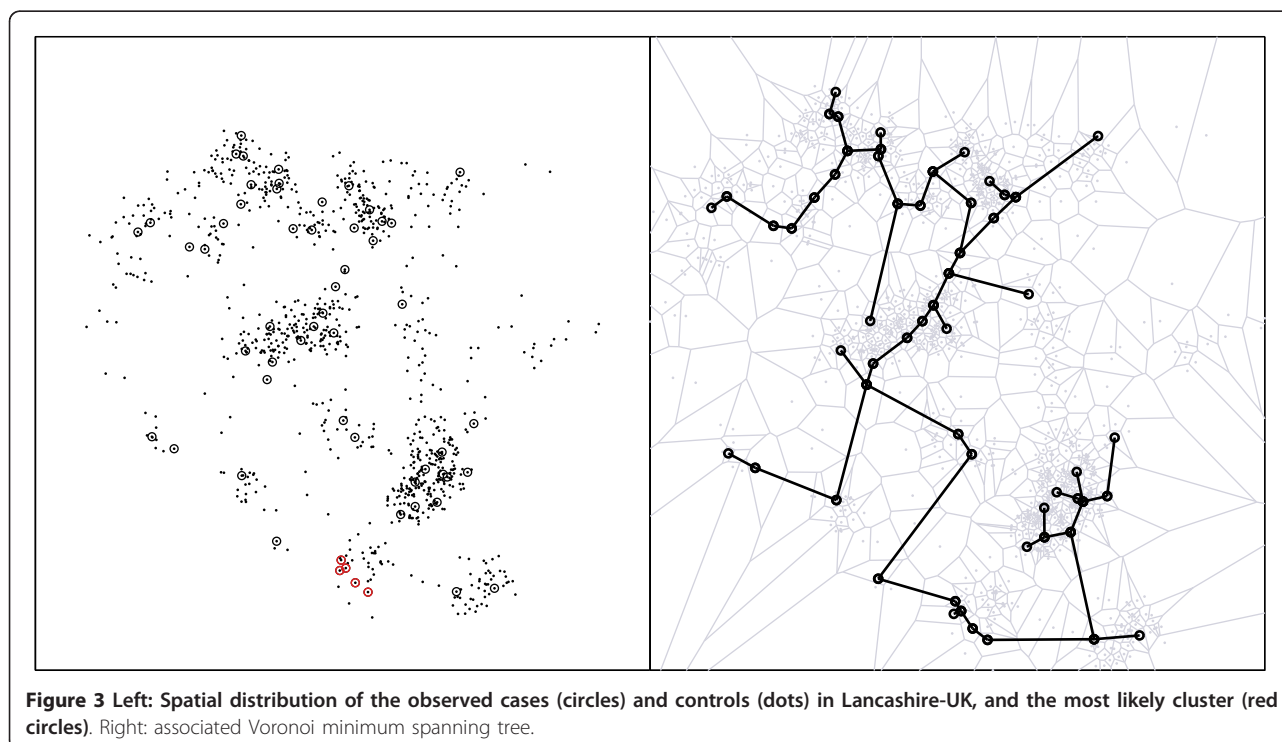 Figure 3 Left: Spatial distribution of the observed cases (circles) and controls (dots) in Lancashire-UK, and the most likely cluster (red
circles). Right: associated Voronoi minimum spanning tree.